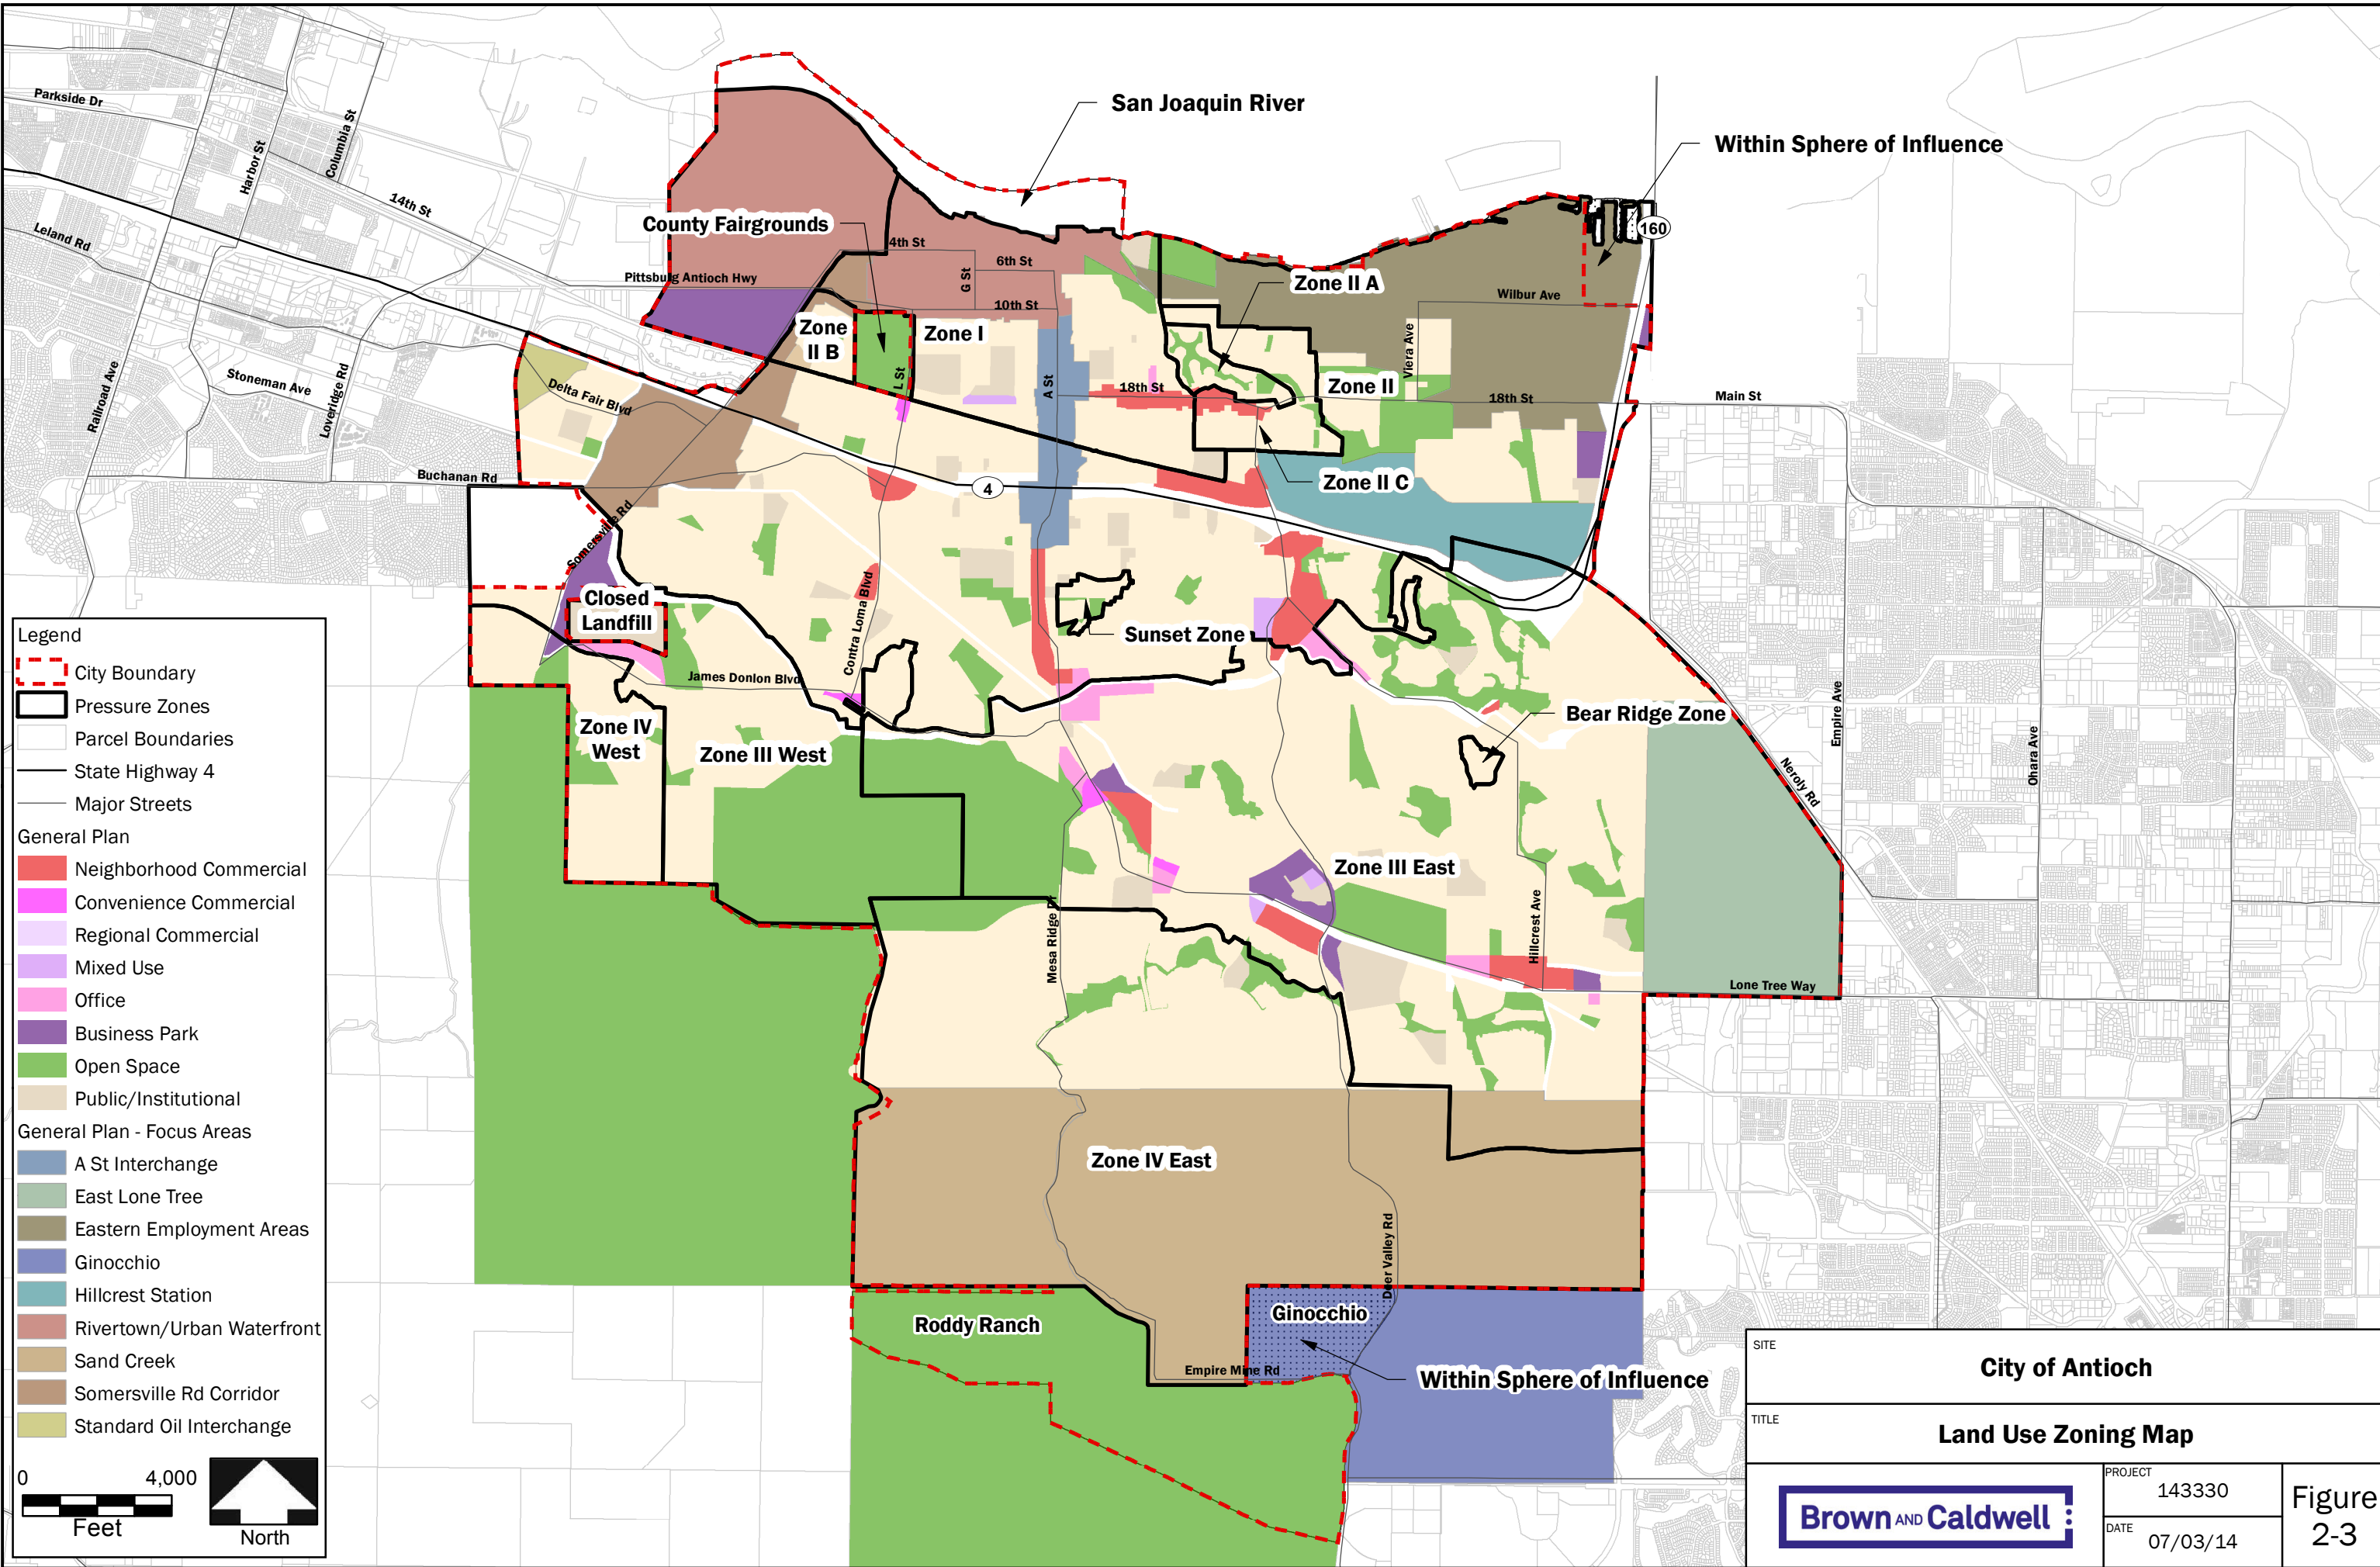 San Joaquin River
Within Sphere of Influence
Parkside Dr
Harbor St
Columbia St
14th St
Leland Rd
County Fairgrounds
4th St
160
6th St
G St
Pittsburg Antioch Hwy
10th St
Zone II A
Wilbur Ave
Zone
II B
Zone I
Viera Ave
Railroad Ave
Stoneman Ave
Loveridge Rd
Delta Fair Blvd
L St
A St
18th St
Zone II
18th St
Main St
Buchanan Rd
4
Zone II C
Somersville Rd
Closed
Landfill
Contra Loma Blvd
Sunset Zone
James Donlon Blvd
Zone IV
West
Zone III West
Bear Ridge Zone
Empire Ave
Ohara Ave
Neroly Rd
Zone III East
Mesa Ridge Dr
Hillcrest Ave
Lone Tree Way
Zone IV East
Deer Valley Rd
Roddy Ranch
Ginocchio
Empire Mine Rd
Within Sphere of Influence
Legend
City Boundary
Pressure Zones
Parcel Boundaries
State Highway 4
Major Streets
General Plan
Neighborhood Commercial
Convenience Commercial
Regional Commercial
Mixed Use
Office
Business Park
Open Space
Public/Institutional
General Plan - Focus Areas
A St Interchange
East Lone Tree
Eastern Employment Areas
Ginocchio
Hillcrest Station
Rivertown/Urban Waterfront
Sand Creek
Somersville Rd Corridor
Standard Oil Interchange
0 4,000
Feet
North
SITE
City of Antioch
TITLE
Land Use Zoning Map
Brown AND Caldwell
PROJECT
143330
DATE
07/03/14
Figure
2-3